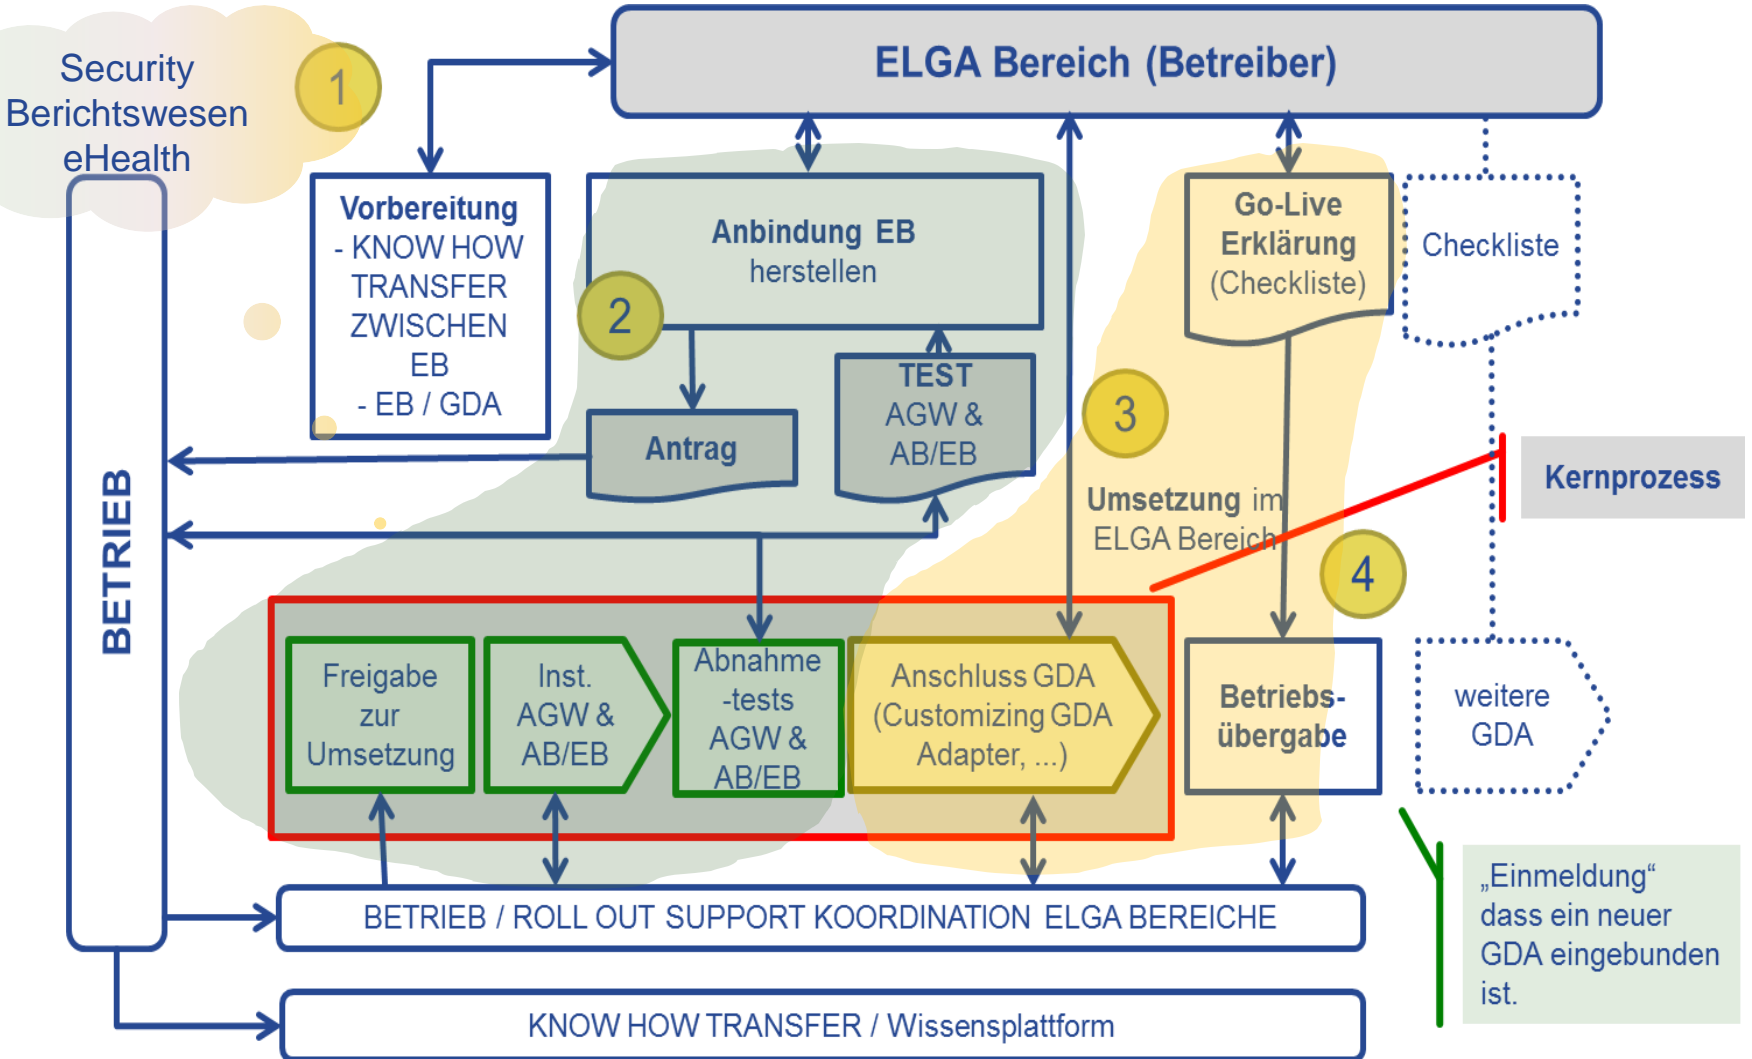 Security
Berichtswesen
eHealth
1
ELGA Bereich (Betreiber)
Vorbereitung
- KNOW HOW
TRANSFER
ZWISCHEN
EB
- EB / GDA
Anbindung EB
herstellen
2
Antrag
TEST
AGW &
AB/EB
3
Umsetzung im
ELGA Bereich
Go-Live
Erklärung
(Checkliste)
Checkliste
Kernprozess
4
BETRIEB
Freigabe
zur
Umsetzung
Inst.
AGW &
AB/EB
Abnahme
-tests
AGW &
AB/EB
Anschluss GDA
(Customizing GDA
Adapter, ...)
Betriebs-
übergabe
weitere
GDA
„Einmeldung“
dass ein neuer
GDA eingebunden
ist.
BETRIEB / ROLL OUT SUPPORT KOORDINATION ELGA BEREICHE
KNOW HOW TRANSFER / Wissensplattform